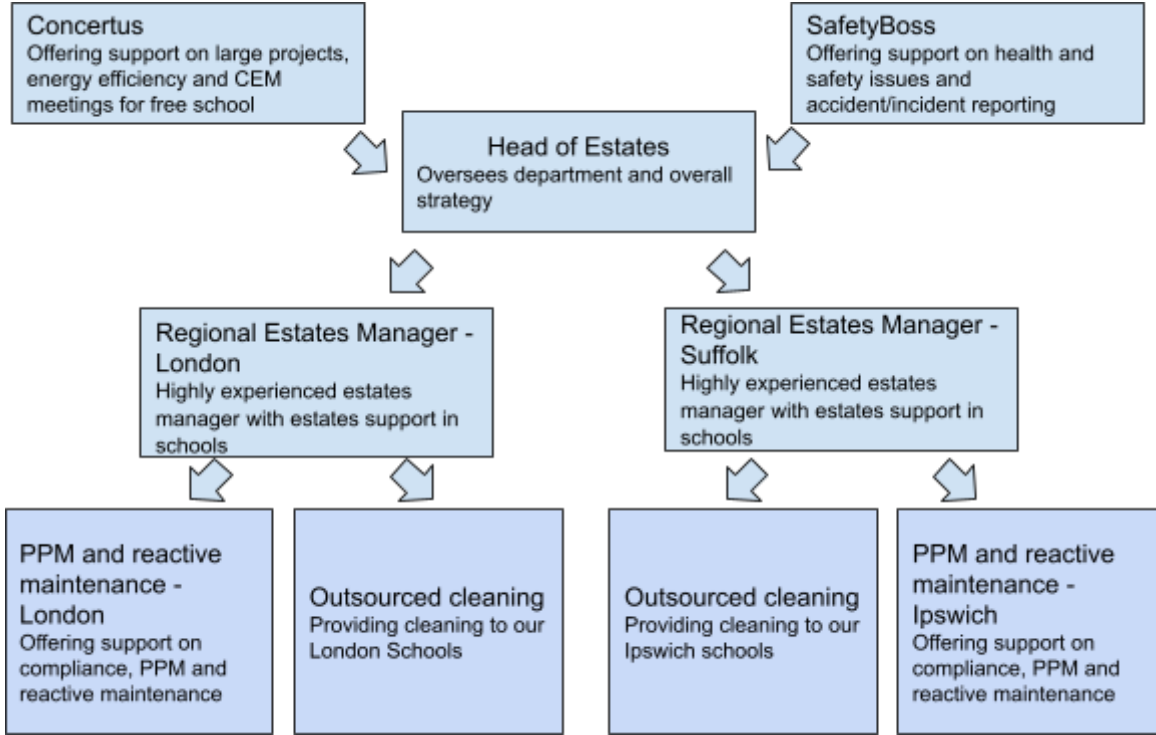 Concertus
Offering support on large projects,
energy efficiency and CEM
meetings for free school
SafetyBoss
Offering support on health and
safety issues and
accident/incident reporting
Head of Estates
Oversees department and overall
strategy
Regional Estates Manager -
London
Highly experienced estates
manager with estates support in
schools
Regional Estates Manager -
Suffolk
Highly experienced estates
manager with estates support in
schools
PPM and reactive
maintenance -
London
Offering support on
compliance, PPM and
reactive maintenance
Outsourced cleaning
Providing cleaning to our
London Schools
Outsourced cleaning
Providing cleaning to our
Ipswich schools
PPM and reactive
maintenance -
Ipswich
Offering support on
compliance, PPM and
reactive maintenance